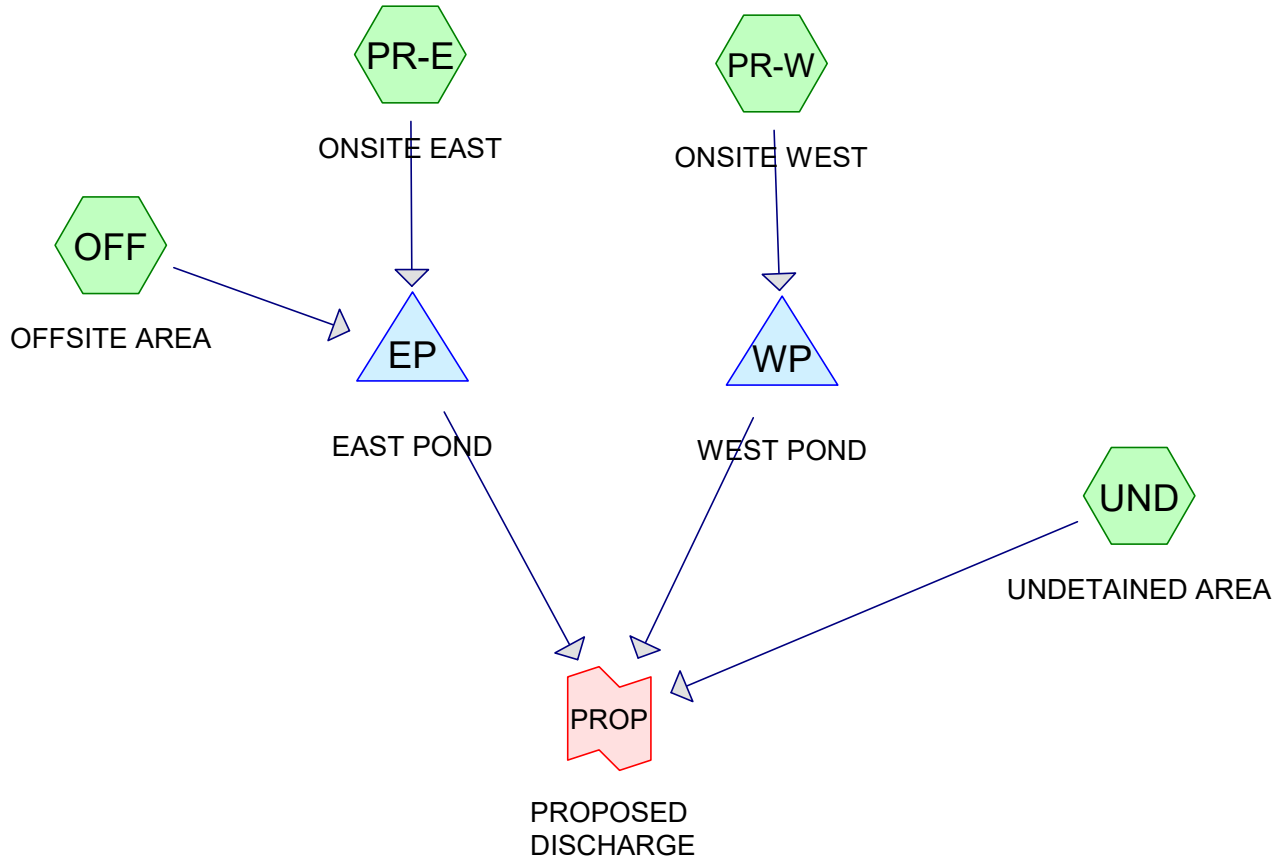 PR-E
PR-W
ONSITE EAST
ONSITE WEST
OFF
OFFSITE AREA
EP
WP
EAST POND
WEST POND
UND
UNDETAINED AREA
PROP
PROPOSED
DISCHARGE